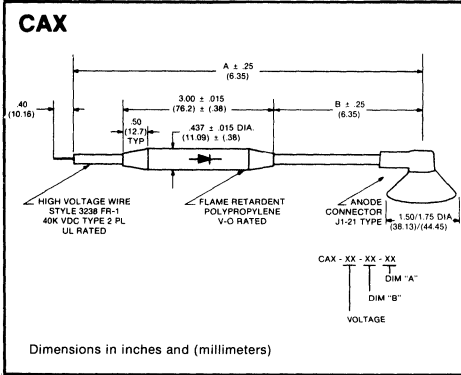 CAX
A ± .25
(6.35)
.40
(10.16)
3.00 ± .015
(76.2) ± (.38)
B ± .25
(6.35)
.50
(12.7)
TYP
.437 ± .015 DIA.
(11.09) ± (.38)
HIGH VOLTAGE WIRE
STYLE 3238 FR-1
40K VDC TYPE 2 PL
UL RATED
FLAME RETARDENT
POLYPROPYLENE
V-O RATED
ANODE
CONNECTOR
J1-21 TYPE
1.50/1.75 DIA
(38.13)/(44.45)
CAX - XX - XX - XX
DIM "A"
DIM "B"
VOLTAGE
Dimensions in inches and (millimeters)